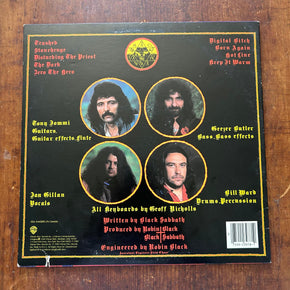 Trashed
Stonehenge
Disturbing The Priest
The Dark
Zero The Hero
Digital Bitch
Born Again
Hot Line
Keep It Warm
Tony Iommi
Guitars,
Guitar effects, flute
Geezer Butler
Bass, Bass effects
Ian Gillan
Vocals
Bill Ward
Drums, Percussion
All Keyboards by Geoff Nicholls
Written by Black Sabbath
Produced by Robin Black
Black Sabbath
Engineered by Robin Black